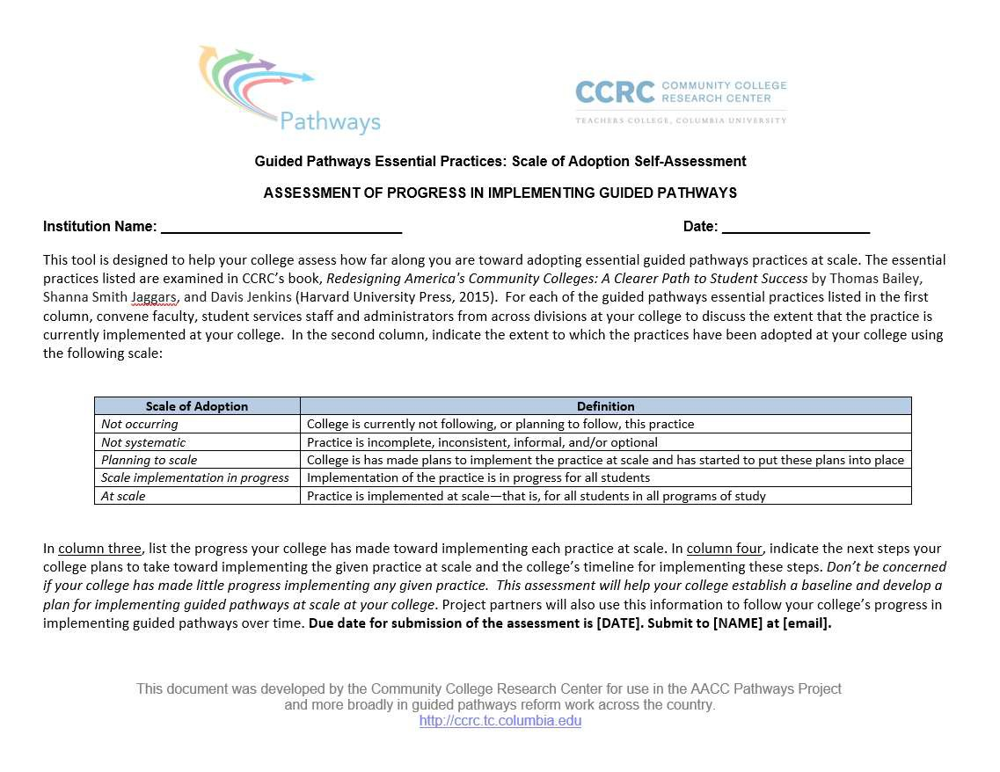 Pathways
CCRC COMMUNITY COLLEGE
RESEARCH CENTER
TEACHERS COLLEGE, COLUMBIA UNIVERSITY
Guided Pathways Essential Practices: Scale of Adoption Self-Assessment
ASSESSMENT OF PROGRESS IN IMPLEMENTING GUIDED PATHWAYS
Institution Name: ______________________________ Date: ___________________
This tool is designed to help your college assess how far along you are toward adopting essential guided pathways practices at scale. The essential
practices listed are examined in CCRC’s book, Redesigning America's Community Colleges: A Clearer Path to Student Success by Thomas Bailey,
Shanna Smith Jaggars, and Davis Jenkins (Harvard University Press, 2015).  For each of the guided pathways essential practices listed in the first
column, convene faculty, student services staff and administrators from across divisions at your college to discuss the extent that the practice is
currently implemented at your college.  In the second column, indicate the extent to which the practices have been adopted at your college using
the following scale:
Scale of Adoption Definition
Not occurring College is currently not following, or planning to follow, this practice
Not systematic Practice is incomplete, inconsistent, informal, and/or optional
Planning to scale College is has made plans to implement the practice at scale and has started to put these plans into place
Scale implementation in progress Implementation of the practice is in progress for all students
At scale Practice is implemented at scale—that is, for all students in all programs of study
In column three, list the progress your college has made toward implementing each practice at scale. In column four, indicate the next steps your
college plans to take toward implementing the given practice at scale and the college’s timeline for implementing these steps. Don’t be concerned
if your college has made little progress implementing any given practice.  This assessment will help your college establish a baseline and develop a
plan for implementing guided pathways at scale at your college. Project partners will also use this information to follow your college’s progress in
implementing guided pathways over time. Due date for submission of the assessment is [DATE]. Submit to [NAME] at [email].
This document was developed by the Community College Research Center for use in the AACC Pathways Project
and more broadly in guided pathways reform work across the country.
http://ccrc.tc.columbia.edu